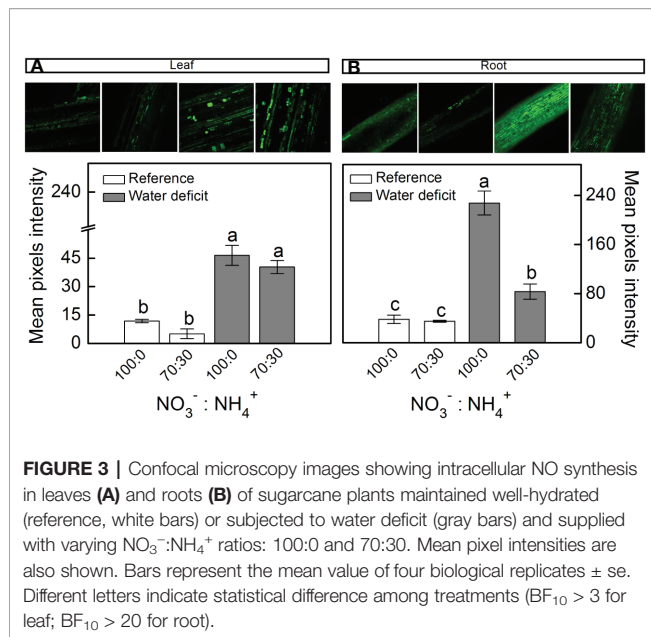 A Leaf
B Root
Reference
Water deficit
Mean pixels intensity
240
45
30
15
0
b
b
a
a
100:0
70:30
100:0
70:30
NO₃⁻ : NH₄⁺
Reference
Water deficit
Mean pixels intensity
240
160
80
0
c
c
a
b
100:0
70:30
100:0
70:30
NO₃⁻ : NH₄⁺
FIGURE 3 | Confocal microscopy images showing intracellular NO synthesis
in leaves (A) and roots (B) of sugarcane plants maintained well-hydrated
(reference, white bars) or subjected to water deficit (gray bars) and supplied
with varying NO₃⁻:NH₄⁺ ratios: 100:0 and 70:30. Mean pixel intensities are
also shown. Bars represent the mean value of four biological replicates ± se.
Different letters indicate statistical difference among treatments (BF₁₀ > 3 for
leaf; BF₁₀ > 20 for root).